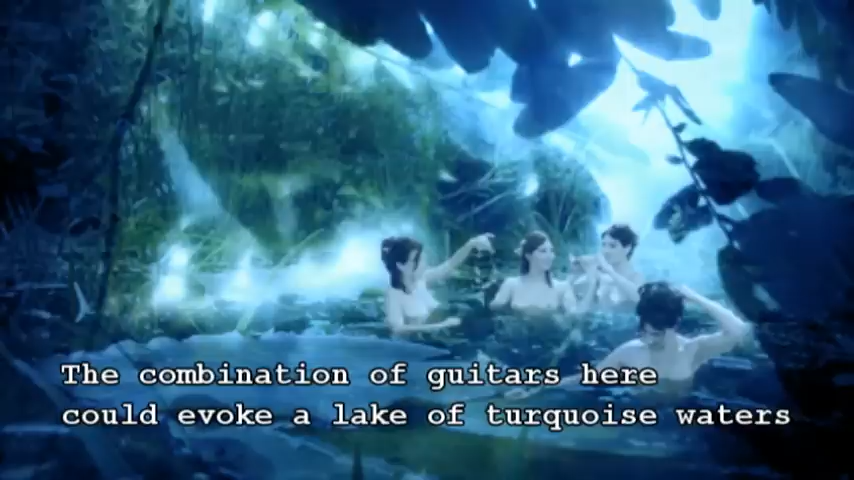 The combination of guitars here
could evoke a lake of turquoise waters